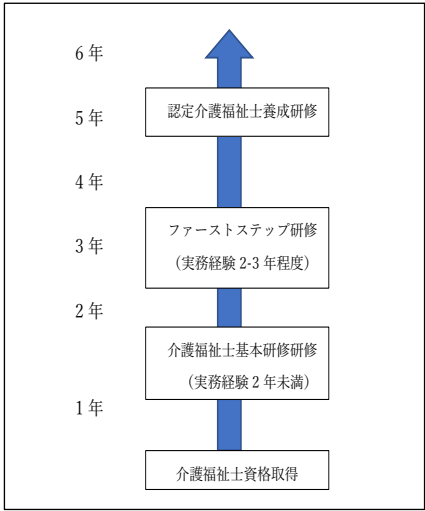 6年
認定介護福祉士養成研修
5年
4年
ファーストステップ研修
3年
（実務経験 2-3 年程度）
2年
介護福祉士基本研修研修
（実務経験 2 年未満）
1年
介護福祉士資格取得